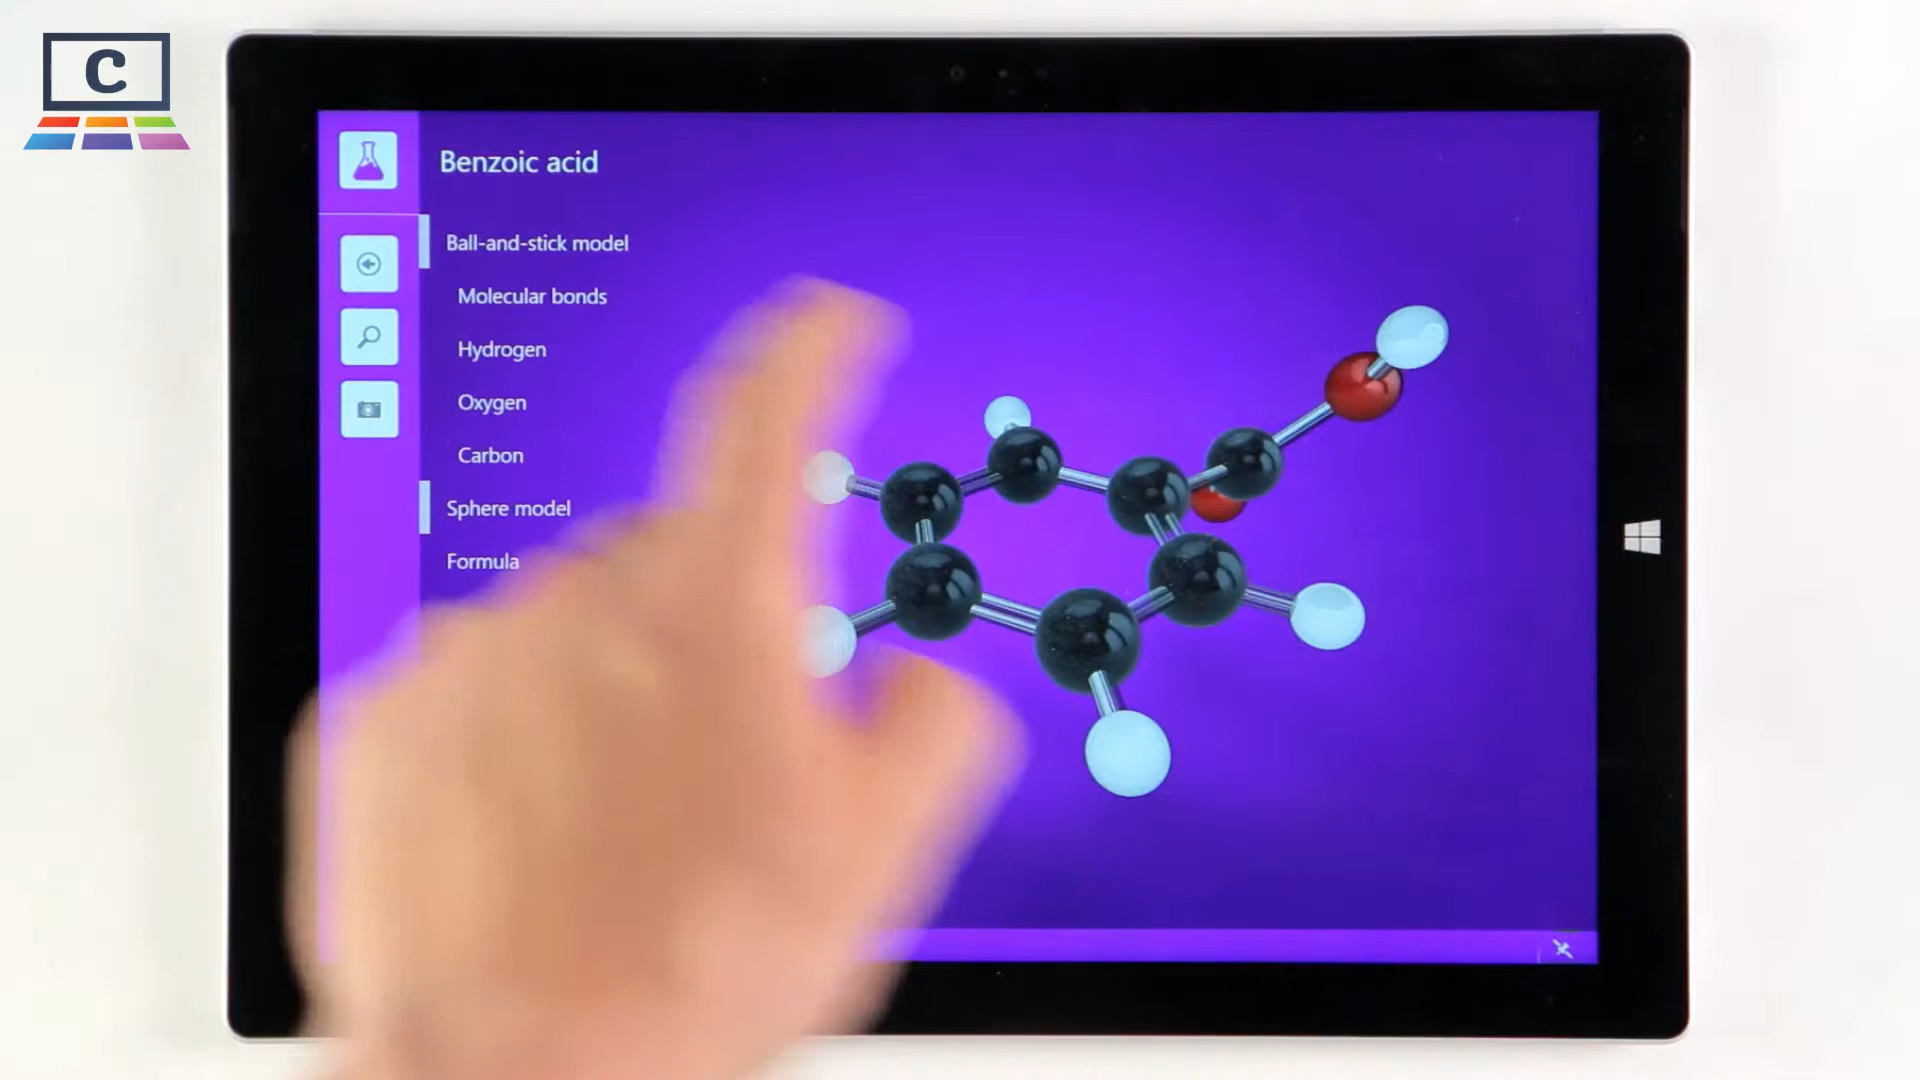 C
Benzoic acid
Ball-and-stick model
Molecular bonds
Hydrogen
Oxygen
Carbon
Sphere model
Formula